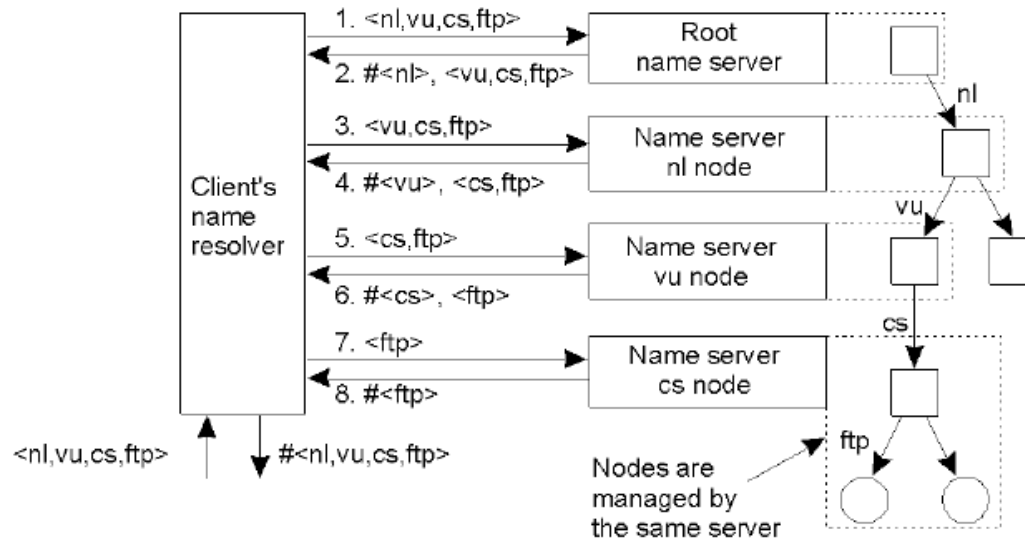 1. <nl,vu,cs,ftp>
2. #<nl>, <vu,cs,ftp>
Root
name server
nl
3. <vu,cs,ftp>
4. #<vu>, <cs,ftp>
Name server
nl node
Client's
name
resolver
vu
5. <cs,ftp>
6. #<cs>, <ftp>
Name server
vu node
cs
7. <ftp>
8. #<ftp>
Name server
cs node
<nl,vu,cs,ftp>
#<nl,vu,cs,ftp>
ftp
Nodes are
managed by
the same server